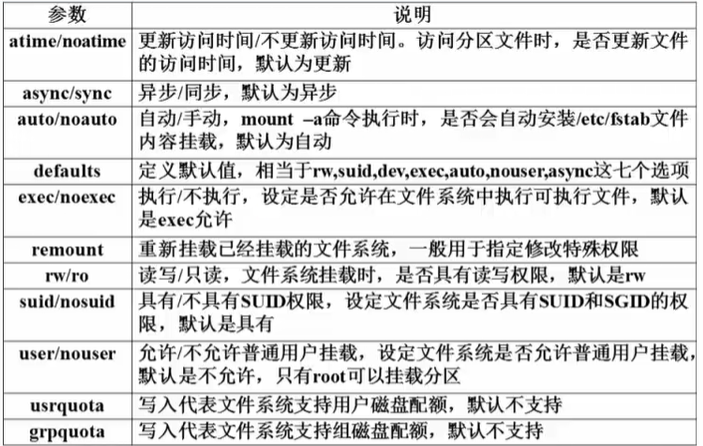 参数 说明
atime/noatime 更新访问时间/不更新访问时间。访问分区文件时，是否更新文件
的访问时间，默认为更新
async/sync 异步/同步，默认为异步
auto/noauto 自动/手动，mount –a命令执行时，是否会自动安装/etc/fstab文件
内容挂载，默认为自动
defaults 定义默认值，相当于rw,suid,dev,exec,auto,nouser,async这七个选项
exec/noexec 执行/不执行，设定是否允许在文件系统中执行可执行文件，默认
是exec允许
remount 重新挂载已经挂载的文件系统，一般用于指定修改特殊权限
rw/ro 读写/只读，文件系统挂载时，是否具有读写权限，默认是rw
suid/nosuid 具有/不具有SUID权限，设定文件系统是否具有SUID和SGID的权
限，默认是具有
user/nouser 允许/不允许普通用户挂载，设定文件系统是否允许普通用户挂载，
默认是不允许，只有root可以挂载分区
usrquota 写入代表文件系统支持用户磁盘配额，默认不支持
grpquota 写入代表文件系统支持组磁盘配额，默认不支持